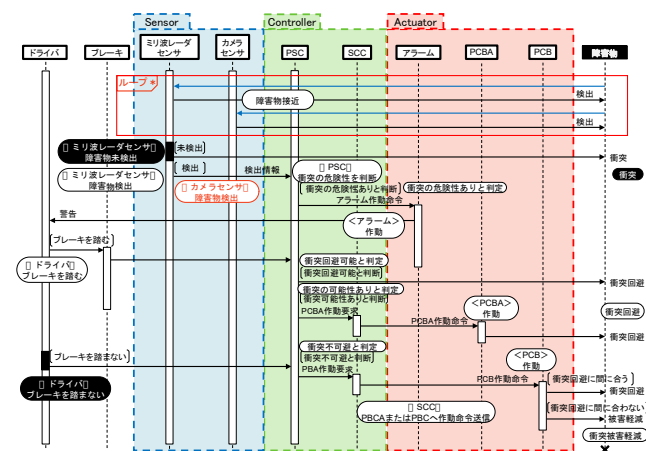 Sensor
Controller
Actuator
ドライバ
ブレーキ
ミリ波レーダ
センサ
カメラ
センサ
PSC
SCC
アラーム
PCBA
PCB
障害物
ループ *
障害物接近
検出
検出
ミリ波レーダセンサ
障害物未検出
[未検出]
衝突
衝突
ミリ波レーダセンサ
障害物検出
[ 検出 ]
検出情報
カメラセンサ
障害物検出
PSC
衝突の危険性を判断
[衝突の危険性ありと判断]
衝突の危険性ありと判定
アラーム作動命令
警告
<アラーム>
作動
[ブレーキを踏む]
ドライバ
ブレーキを踏む
衝突回避可能と判定
[衝突回避可能と判断]
衝突回避
衝突の可能性ありと判定
[衝突可能性ありと判断]
PCBA作動要求
PCBA作動命令
<PCBA>
作動
衝突回避
衝突回避
衝突不可避と判定
[衝突不可避と判断]
[ブレーキを踏まない]
PBA作動要求
<PCB>
作動
PCB作動命令
[衝突回避に間に合う]
衝突回避
ドライバ
ブレーキを踏まない
SCC
PBCAまたはPBCへ作動命令送信
[衝突回避に間に合わない]
被害軽減
衝突被害軽減